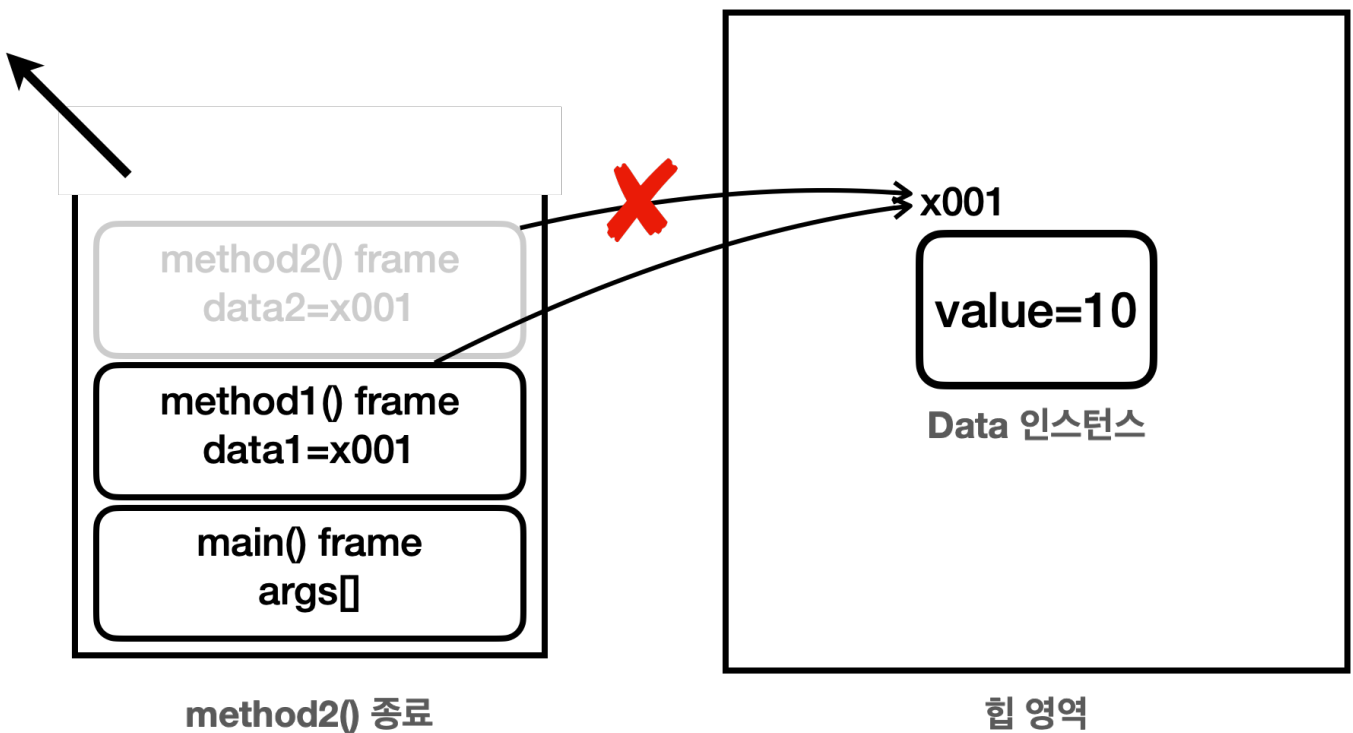 method2() frame
data2=x001
method1() frame
data1=x001
main() frame
args[]
method2() 종료
x001
value=10
Data 인스턴스
힙 영역